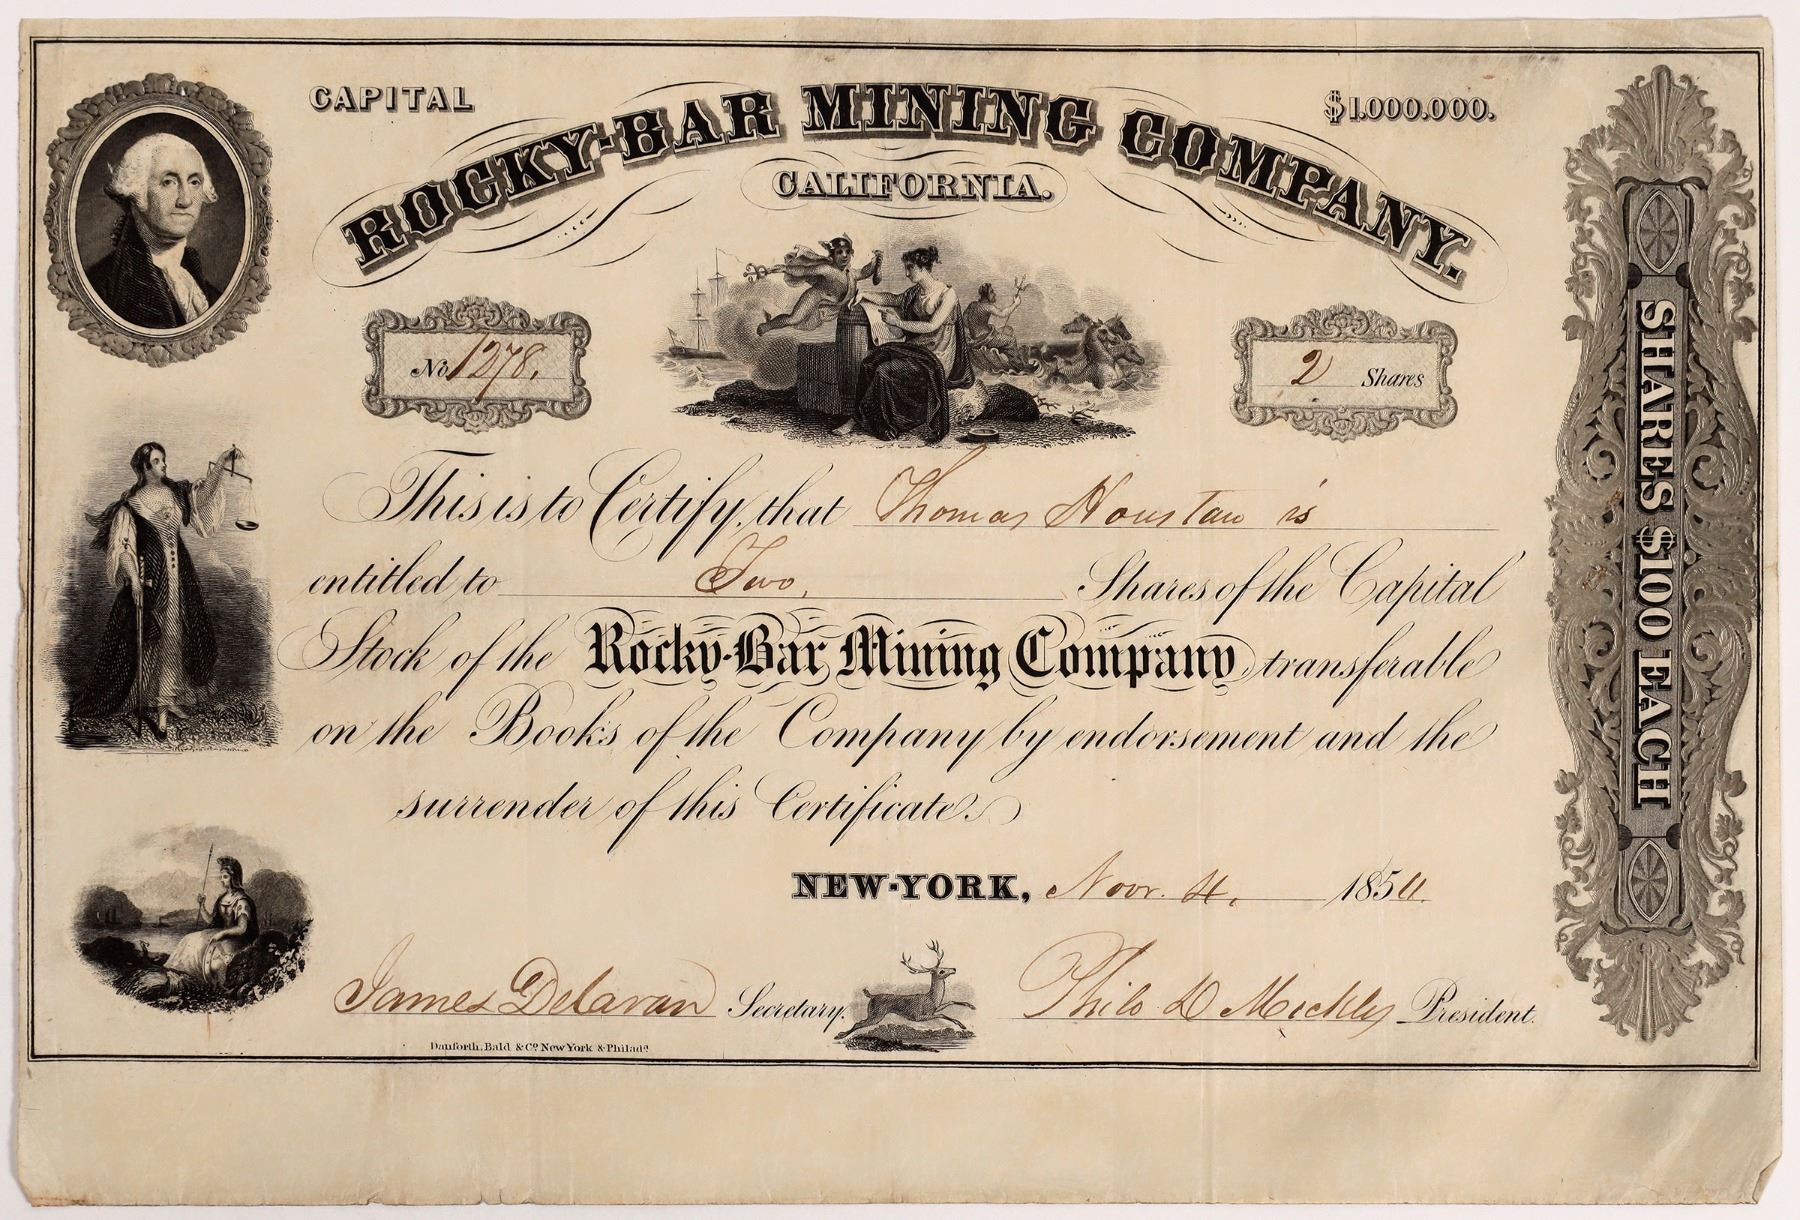 CAPITAL
$1.000.000.
ROCKY-BAR MINING COMPANY.
CALIFORNIA.
No 1278.
2 Shares
This is to Certify, that Thomas Houstan is
entitled to Two, Shares of the Capital
Stock of the Rocky-Bar Mining Company, transferable
on the Books of the Company by endorsement and the
surrender of this Certificate.
NEW-YORK, Novr. 4, 1854.
James Delavan Secretary.
Philo D Mickles President.
Danforth, Bald & Co. New York & Philada.
SHARES $100 EACH